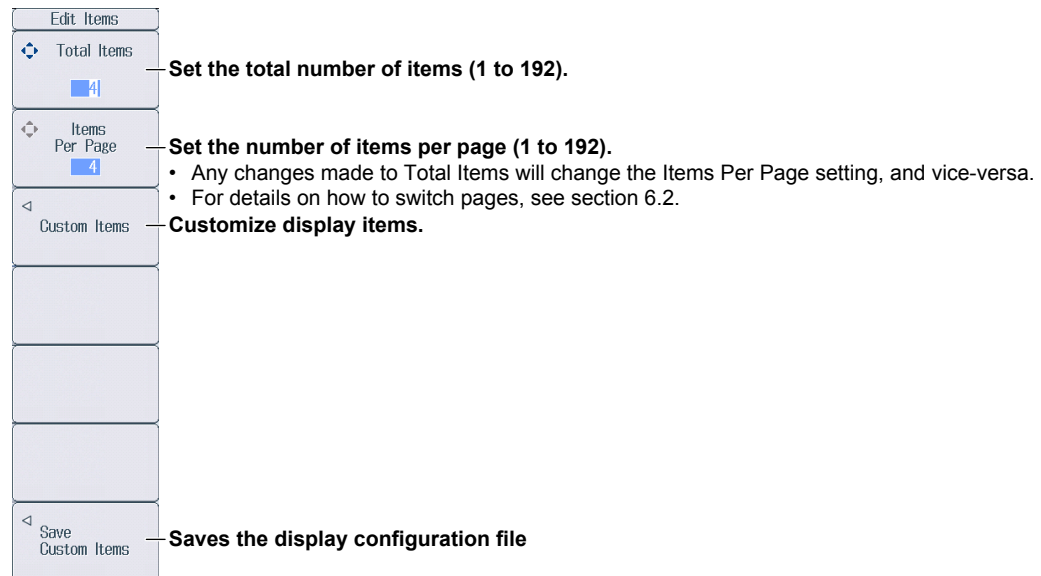 Edit Items
Total Items
4
Set the total number of items (1 to 192).
Items
Per Page
4
Set the number of items per page (1 to 192).
• Any changes made to Total Items will change the Items Per Page setting, and vice-versa.
• For details on how to switch pages, see section 6.2.
Custom Items
Customize display items.
Save
Custom Items
Saves the display configuration file